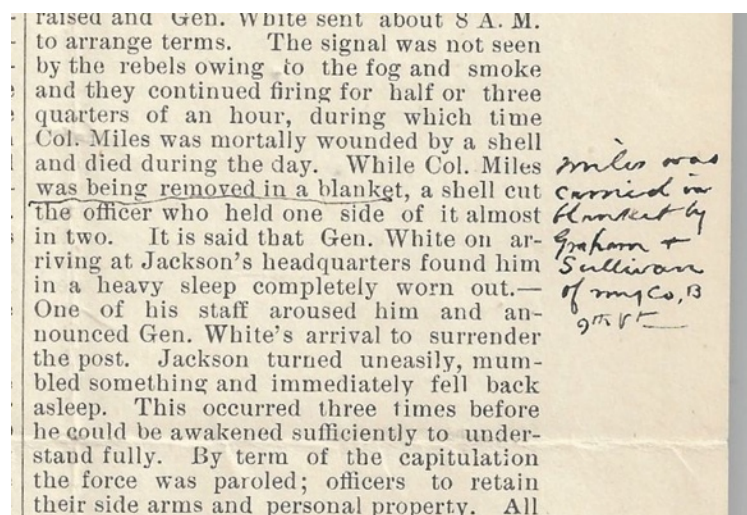 raised and Gen. White sent about 8 A. M.
to arrange terms. The signal was not seen
by the rebels owing to the fog and smoke
and they continued firing for half or three
quarters of an hour, during which time
Col. Miles was mortally wounded by a shell
and died during the day. While Col. Miles
was being removed in a blanket, a shell cut
the officer who held one side of it almost
in two. It is said that Gen. White on ar-
riving at Jackson's headquarters found him
in a heavy sleep completely worn out.—
One of his staff aroused him and an-
nounced Gen. White's arrival to surrender
the post. Jackson turned uneasily, mum-
bled something and immediately fell back
asleep. This occurred three times before
he could be awakened sufficiently to under-
stand fully. By term of the capitulation
the force was paroled; officers to retain
their side arms and personal property. All
Miles was
carried in
blanket by
Graham +
Sullivan
of my Co, B
9th Vt